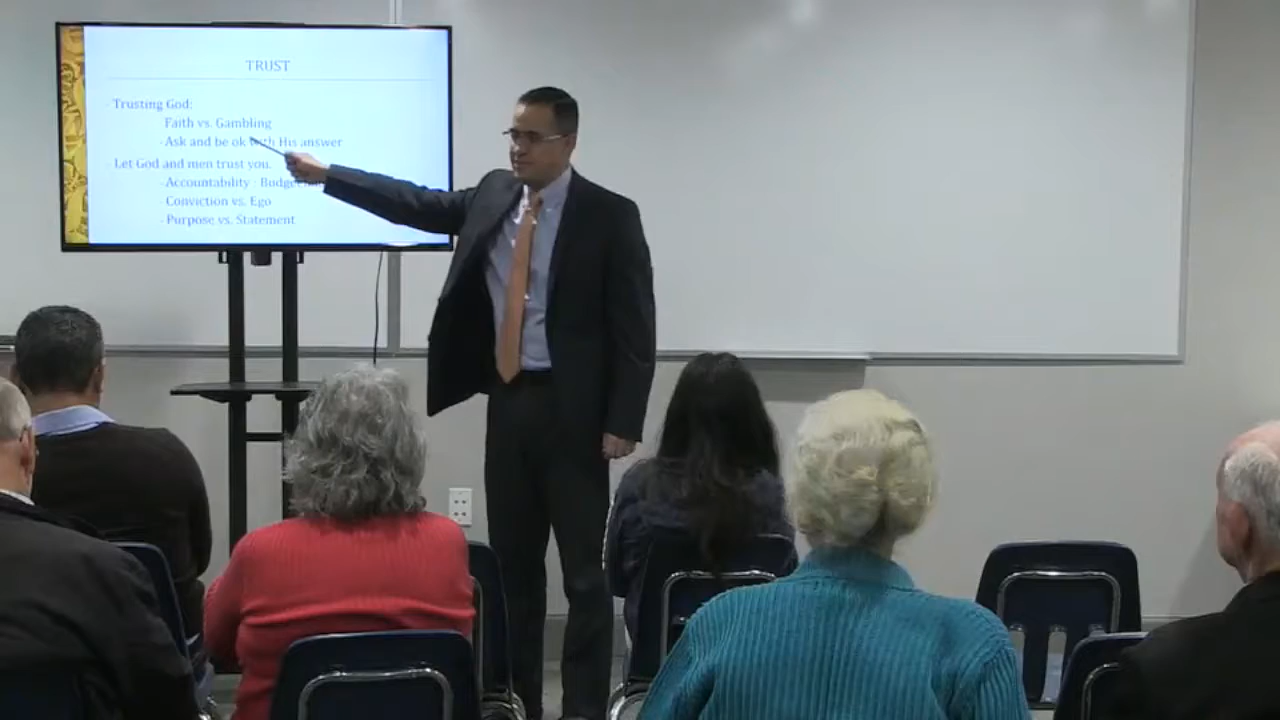 TRUST
- Trusting God:
Faith vs. Gambling
- Ask and be ok with His answer
- Let God and men trust you.
- Accountability - Budget
Conviction vs. Ego
- Purpose vs. Statement